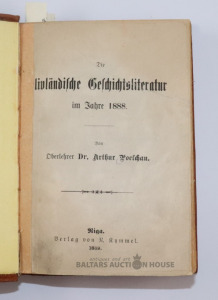 Die
livländische Geschichtsliteratur
im Jahre 1888.
Von
Oberlehrer Dr. Arthur Poelchau.
Riga.
Verlag von N. Kymmel.
BALTARS AUCTION HOUSE